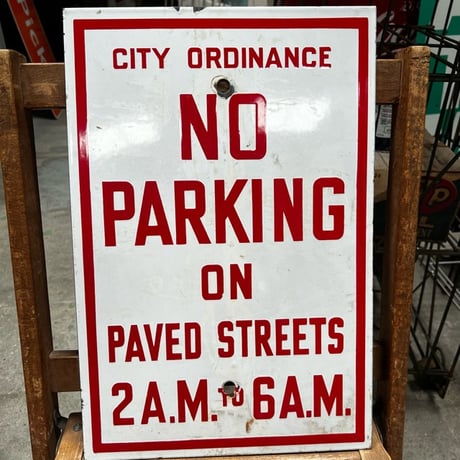 CITY ORDINANCE
NO
PARKING
ON
PAVED STREETS
2 A.M. TO 6 A.M.